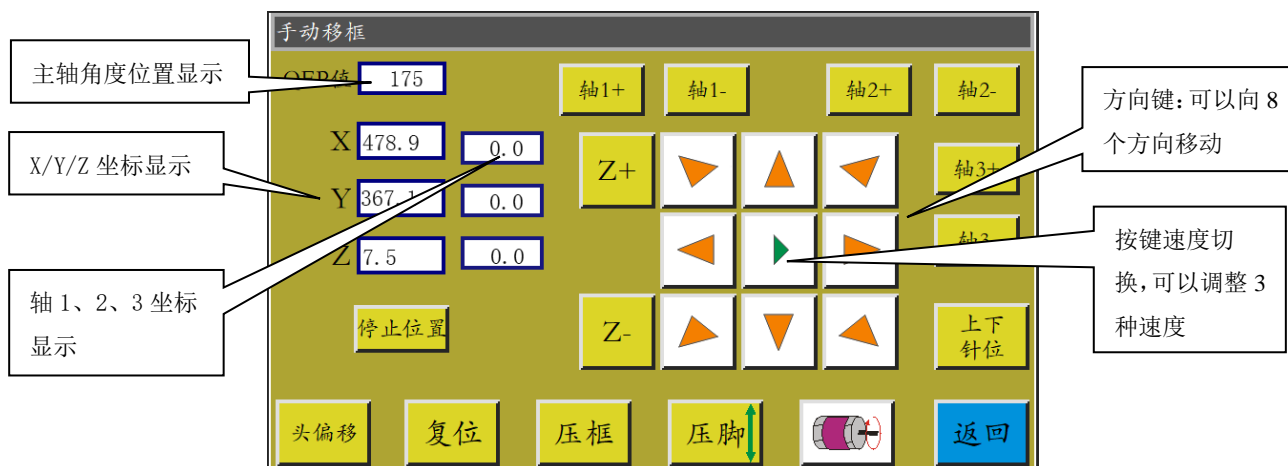 手动移框
主轴角度位置显示
X/Y/Z 坐标显示
轴 1、2、3 坐标
显示
值 175
X 478.9 0.0
Y 367.1 0.0
Z 7.5 0.0
停止位置
轴1+ 轴1- 轴2+ 轴2-
Z+
轴3+
Z-
上下
针位
方向键:可以向 8
个方向移动
按键速度切
换,可以调整 3
种速度
头偏移 复位 压框 压脚 返回